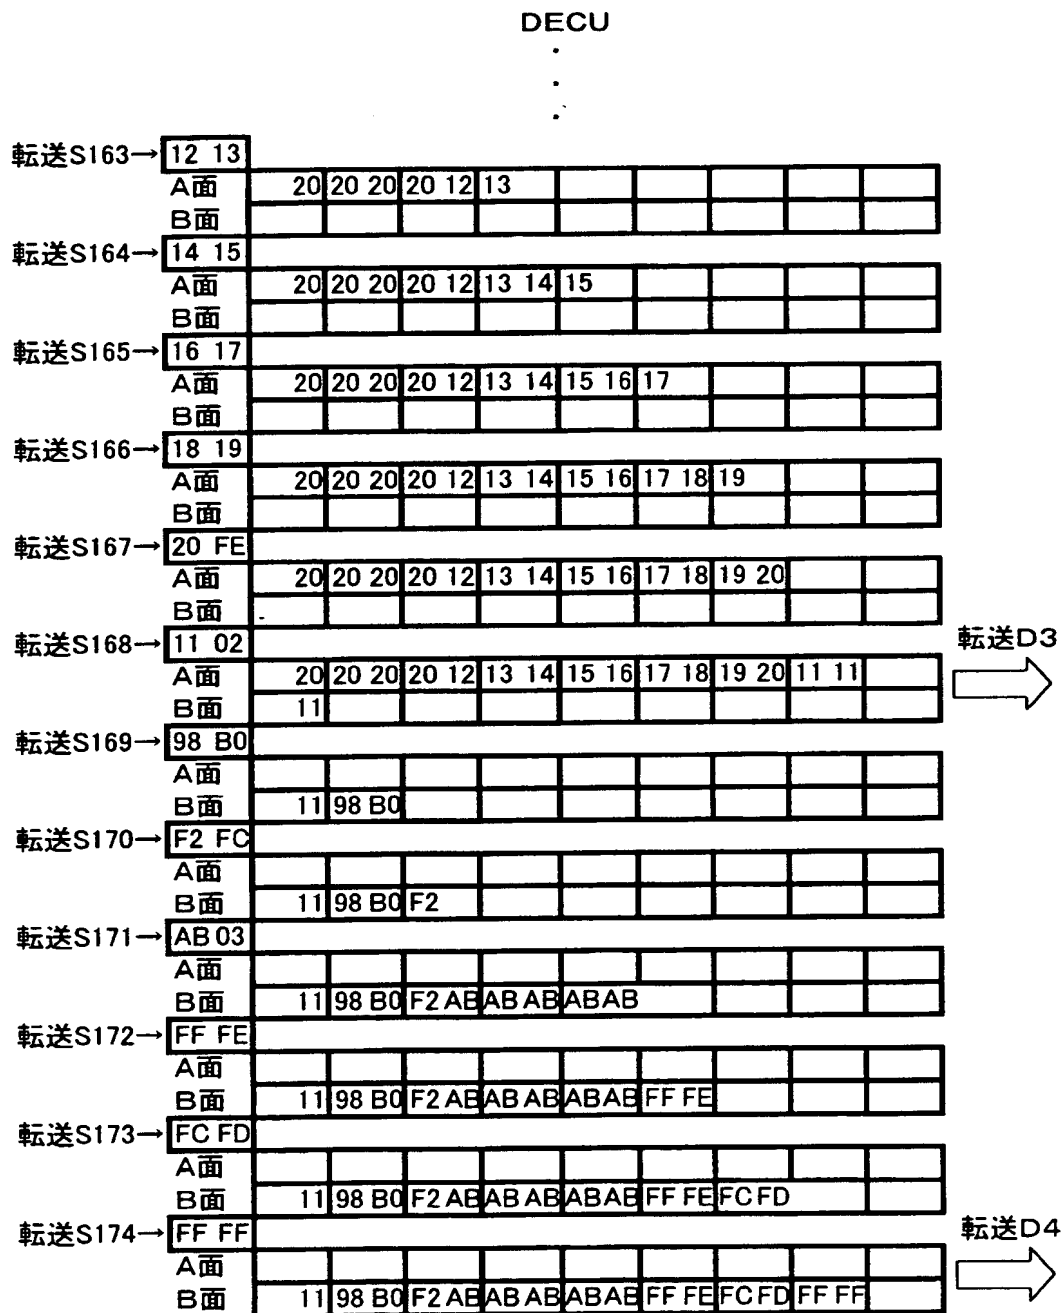 DECU
転送S163→ 12 13
A面 20 20 20 20 12 13
B面
転送S164→ 14 15
A面 20 20 20 20 12 13 14 15
B面
転送S165→ 16 17
A面 20 20 20 20 12 13 14 15 16 17
B面
転送S166→ 18 19
A面 20 20 20 20 12 13 14 15 16 17 18 19
B面
転送S167→ 20 FE
A面 20 20 20 20 12 13 14 15 16 17 18 19 20
B面
転送S168→ 11 02
転送D3
A面 20 20 20 20 12 13 14 15 16 17 18 19 20 11 11
B面 11
転送S169→ 98 B0
A面
B面 11 98 B0
転送S170→ F2 FC
A面
B面 11 98 B0 F2
転送S171→ AB 03
A面
B面 11 98 B0 F2 AB AB AB AB AB
転送S172→ FF FE
A面
B面 11 98 B0 F2 AB AB AB AB AB FF FE
転送S173→ FC FD
A面
B面 11 98 B0 F2 AB AB AB AB AB FF FE FC FD
転送S174→ FF FF
転送D4
A面
B面 11 98 B0 F2 AB AB AB AB AB FF FE FC FD FF FF